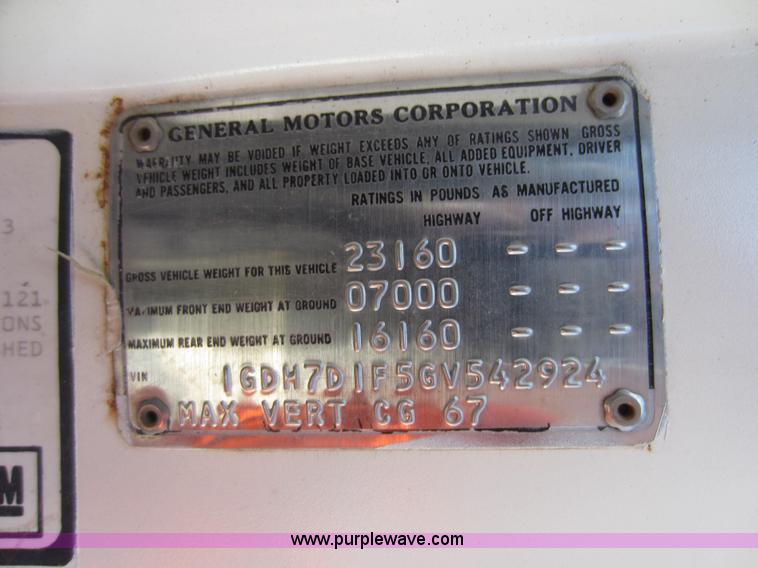 GENERAL MOTORS CORPORATION
WARRANTY MAY BE VOIDED IF WEIGHT EXCEEDS ANY OF RATINGS SHOWN GROSS
VEHICLE WEIGHT INCLUDES WEIGHT OF BASE VEHICLE, ALL ADDED EQUIPMENT, DRIVER
AND PASSENGERS, AND ALL PROPERTY LOADED INTO OR ONTO VEHICLE.
RATINGS IN POUNDS AS MANUFACTURED
HIGHWAY OFF HIGHWAY
GROSS VEHICLE WEIGHT FOR THIS VEHICLE 23160 - - -
MAXIMUM FRONT END WEIGHT AT GROUND 07000 - - -
MAXIMUM REAR END WEIGHT AT GROUND 16160 - - -
VIN 1GDH7D1F5GV542924
MAX VERT CG 67
3
121
ONS
HED
M
www.purplewave.com